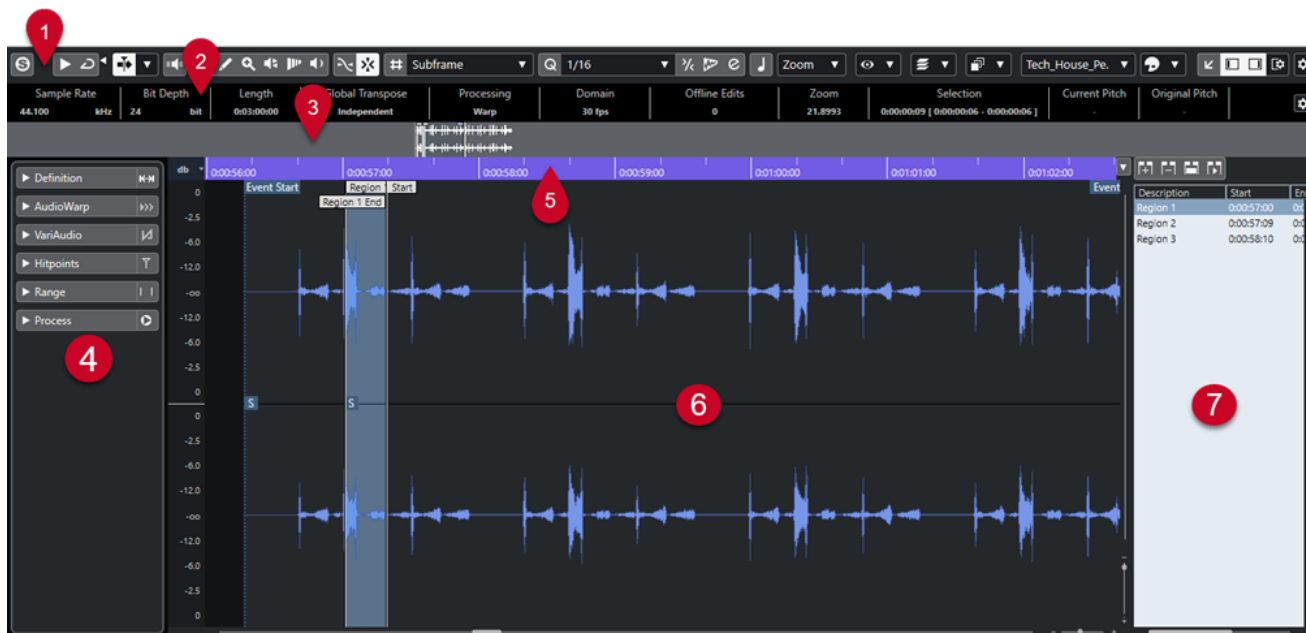 1
S
Subframe
Q 1/16
Zoom
Tech_House_Pe.
2
Sample Rate Bit Depth Length Global Transpose Processing Domain Offline Edits Zoom Selection Current Pitch Original Pitch
44.100 kHz 24 bit 0:03:00:00 Independent Warp 30 fps 0 21.8993 0:00:00:09 [ 0:00:00:06 - 0:00:00:06 ] - -
3
Definition
AudioWarp
VariAudio
Hitpoints
Range
Process
4
db 0:00:56:00 0:00:57:00 0:00:58:00 0:00:59:00 0:01:00:00 0:01:01:00 0:01:02:00
5
Event Start Region Start Event
Region 1 End
0
-2.5
-6.0
-12.0
-oo
-12.0
-6.0
-2.5
0
S S
6
0
-2.5
-6.0
-12.0
-oo
-12.0
-6.0
-2.5
0
Description Start En
Region 1 0:00:57:00 0:0
Region 2 0:00:57:09 0:0
Region 3 0:00:58:10 0:0
7